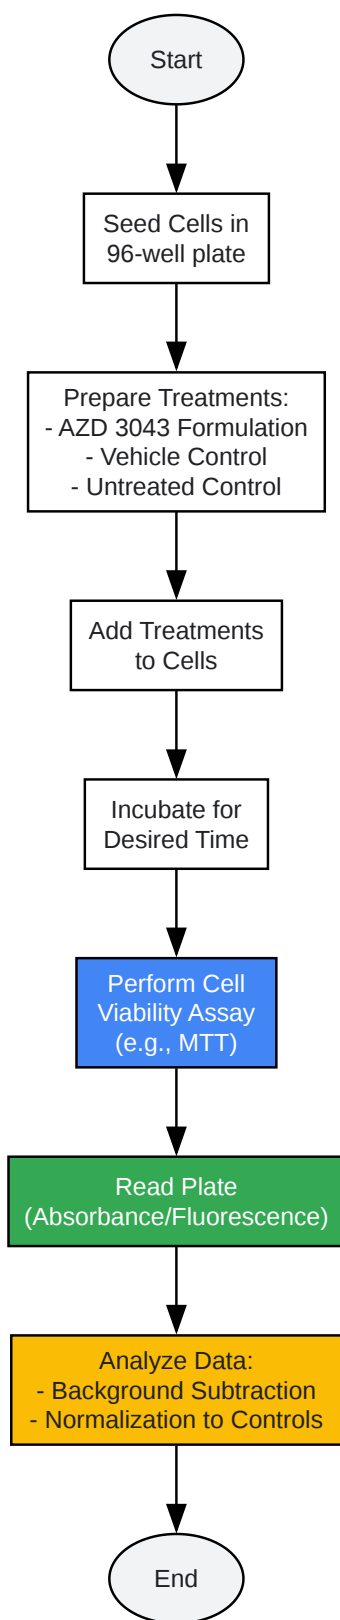 Start
Seed Cells in
96-well plate
Prepare Treatments:
- AZD 3043 Formulation
- Vehicle Control
- Untreated Control
Add Treatments
to Cells
Incubate for
Desired Time
Perform Cell
Viability Assay
(e.g., MTT)
Read Plate
(Absorbance/Fluorescence)
Analyze Data:
- Background Subtraction
- Normalization to Controls
End